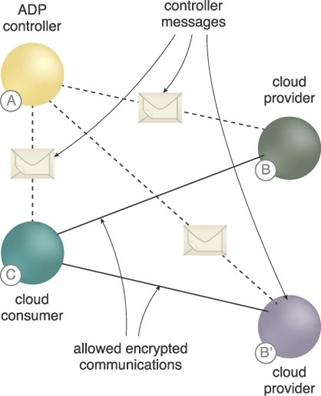 ADP
controller
controller
messages
A
cloud
provider
B
C
cloud
consumer
allowed encrypted
communications
B'
cloud
provider